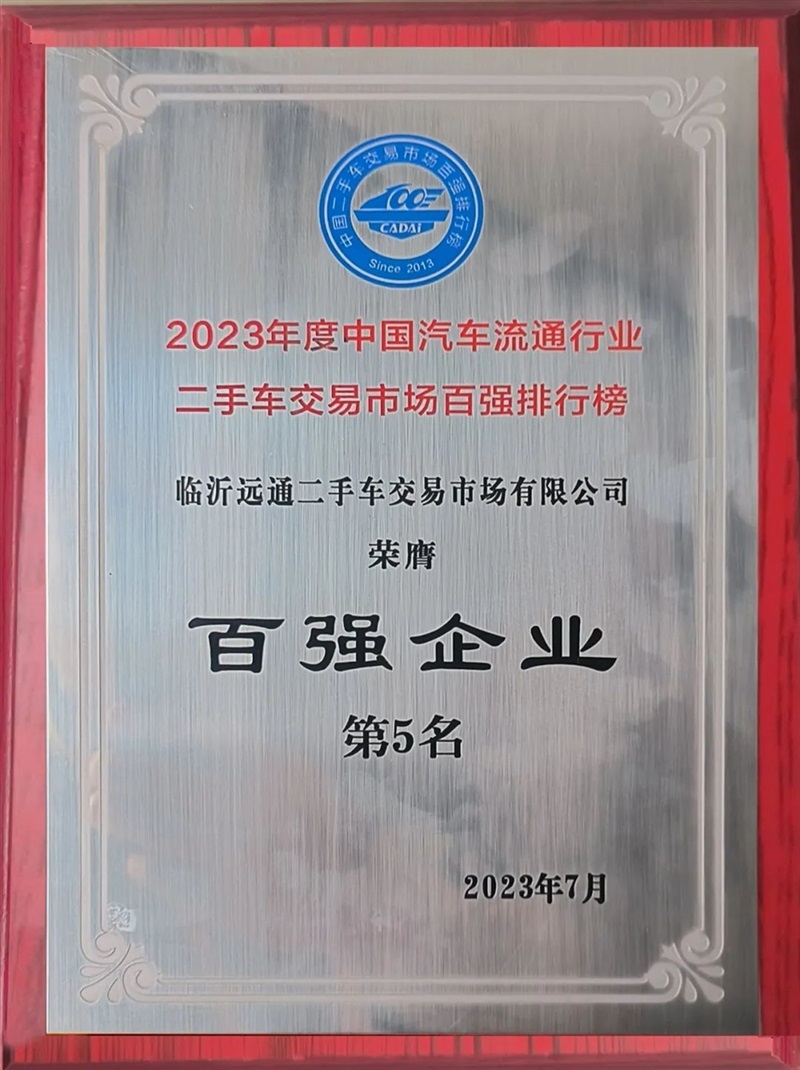 中国二手车交易市场百强排行榜
100
CADAi
Since 2013
2023年度中国汽车流通行业
二手车交易市场百强排行榜
临沂远通二手车交易市场有限公司
荣膺
百强企业
第5名
2023年7月